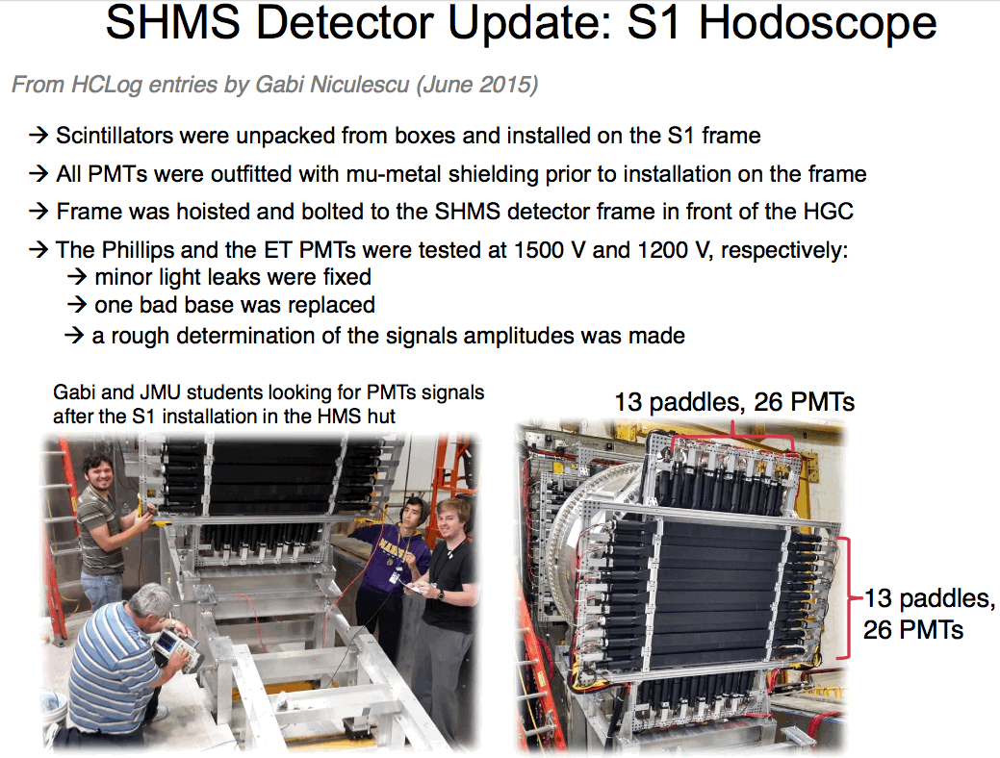 SHMS Detector Update: S1 Hodoscope
From HCLog entries by Gabi Niculescu (June 2015)
→ Scintillators were unpacked from boxes and installed on the S1 frame
→ All PMTs were outfitted with mu-metal shielding prior to installation on the frame
→ Frame was hoisted and bolted to the SHMS detector frame in front of the HGC
→ The Phillips and the ET PMTs were tested at 1500 V and 1200 V, respectively:
→ minor light leaks were fixed
→ one bad base was replaced
→ a rough determination of the signals amplitudes was made
Gabi and JMU students looking for PMTs signals
after the S1 installation in the HMS hut
13 paddles, 26 PMTs
13 paddles,
26 PMTs